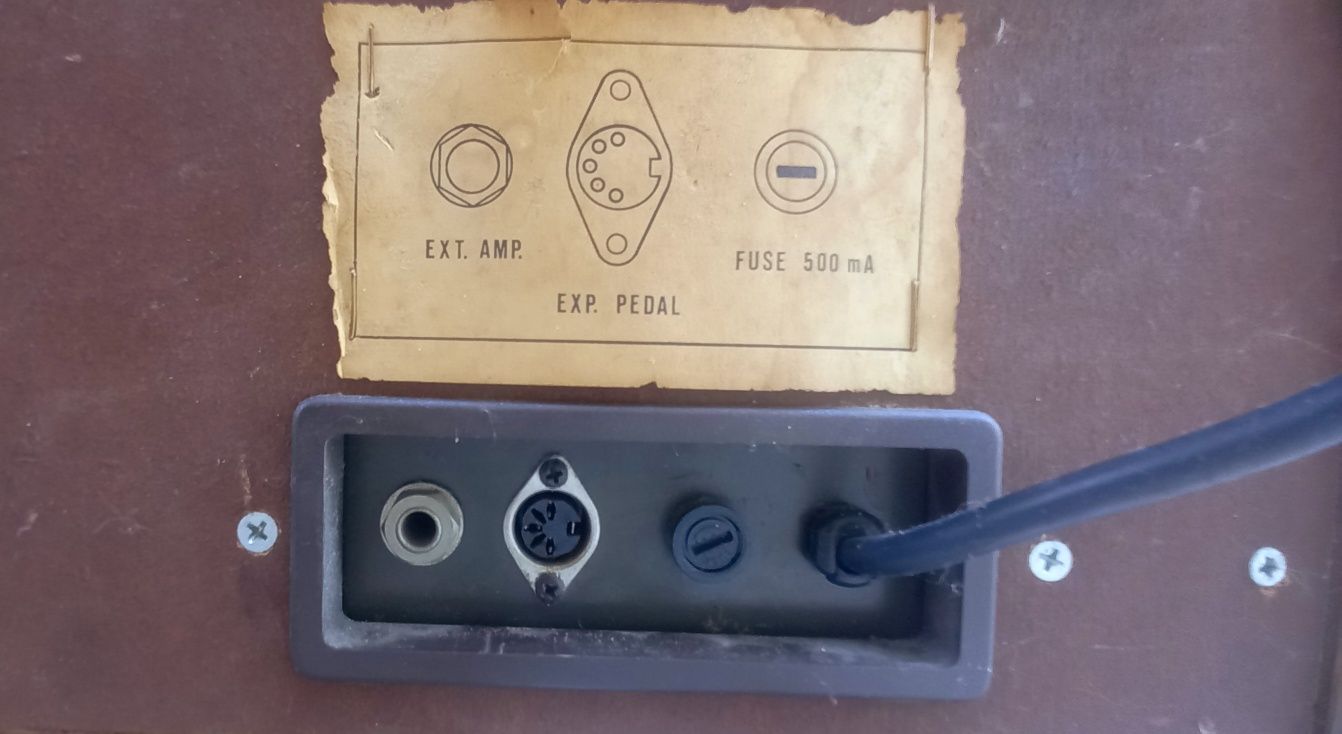 EXT. AMP.
FUSE 500 mA
EXP. PEDAL